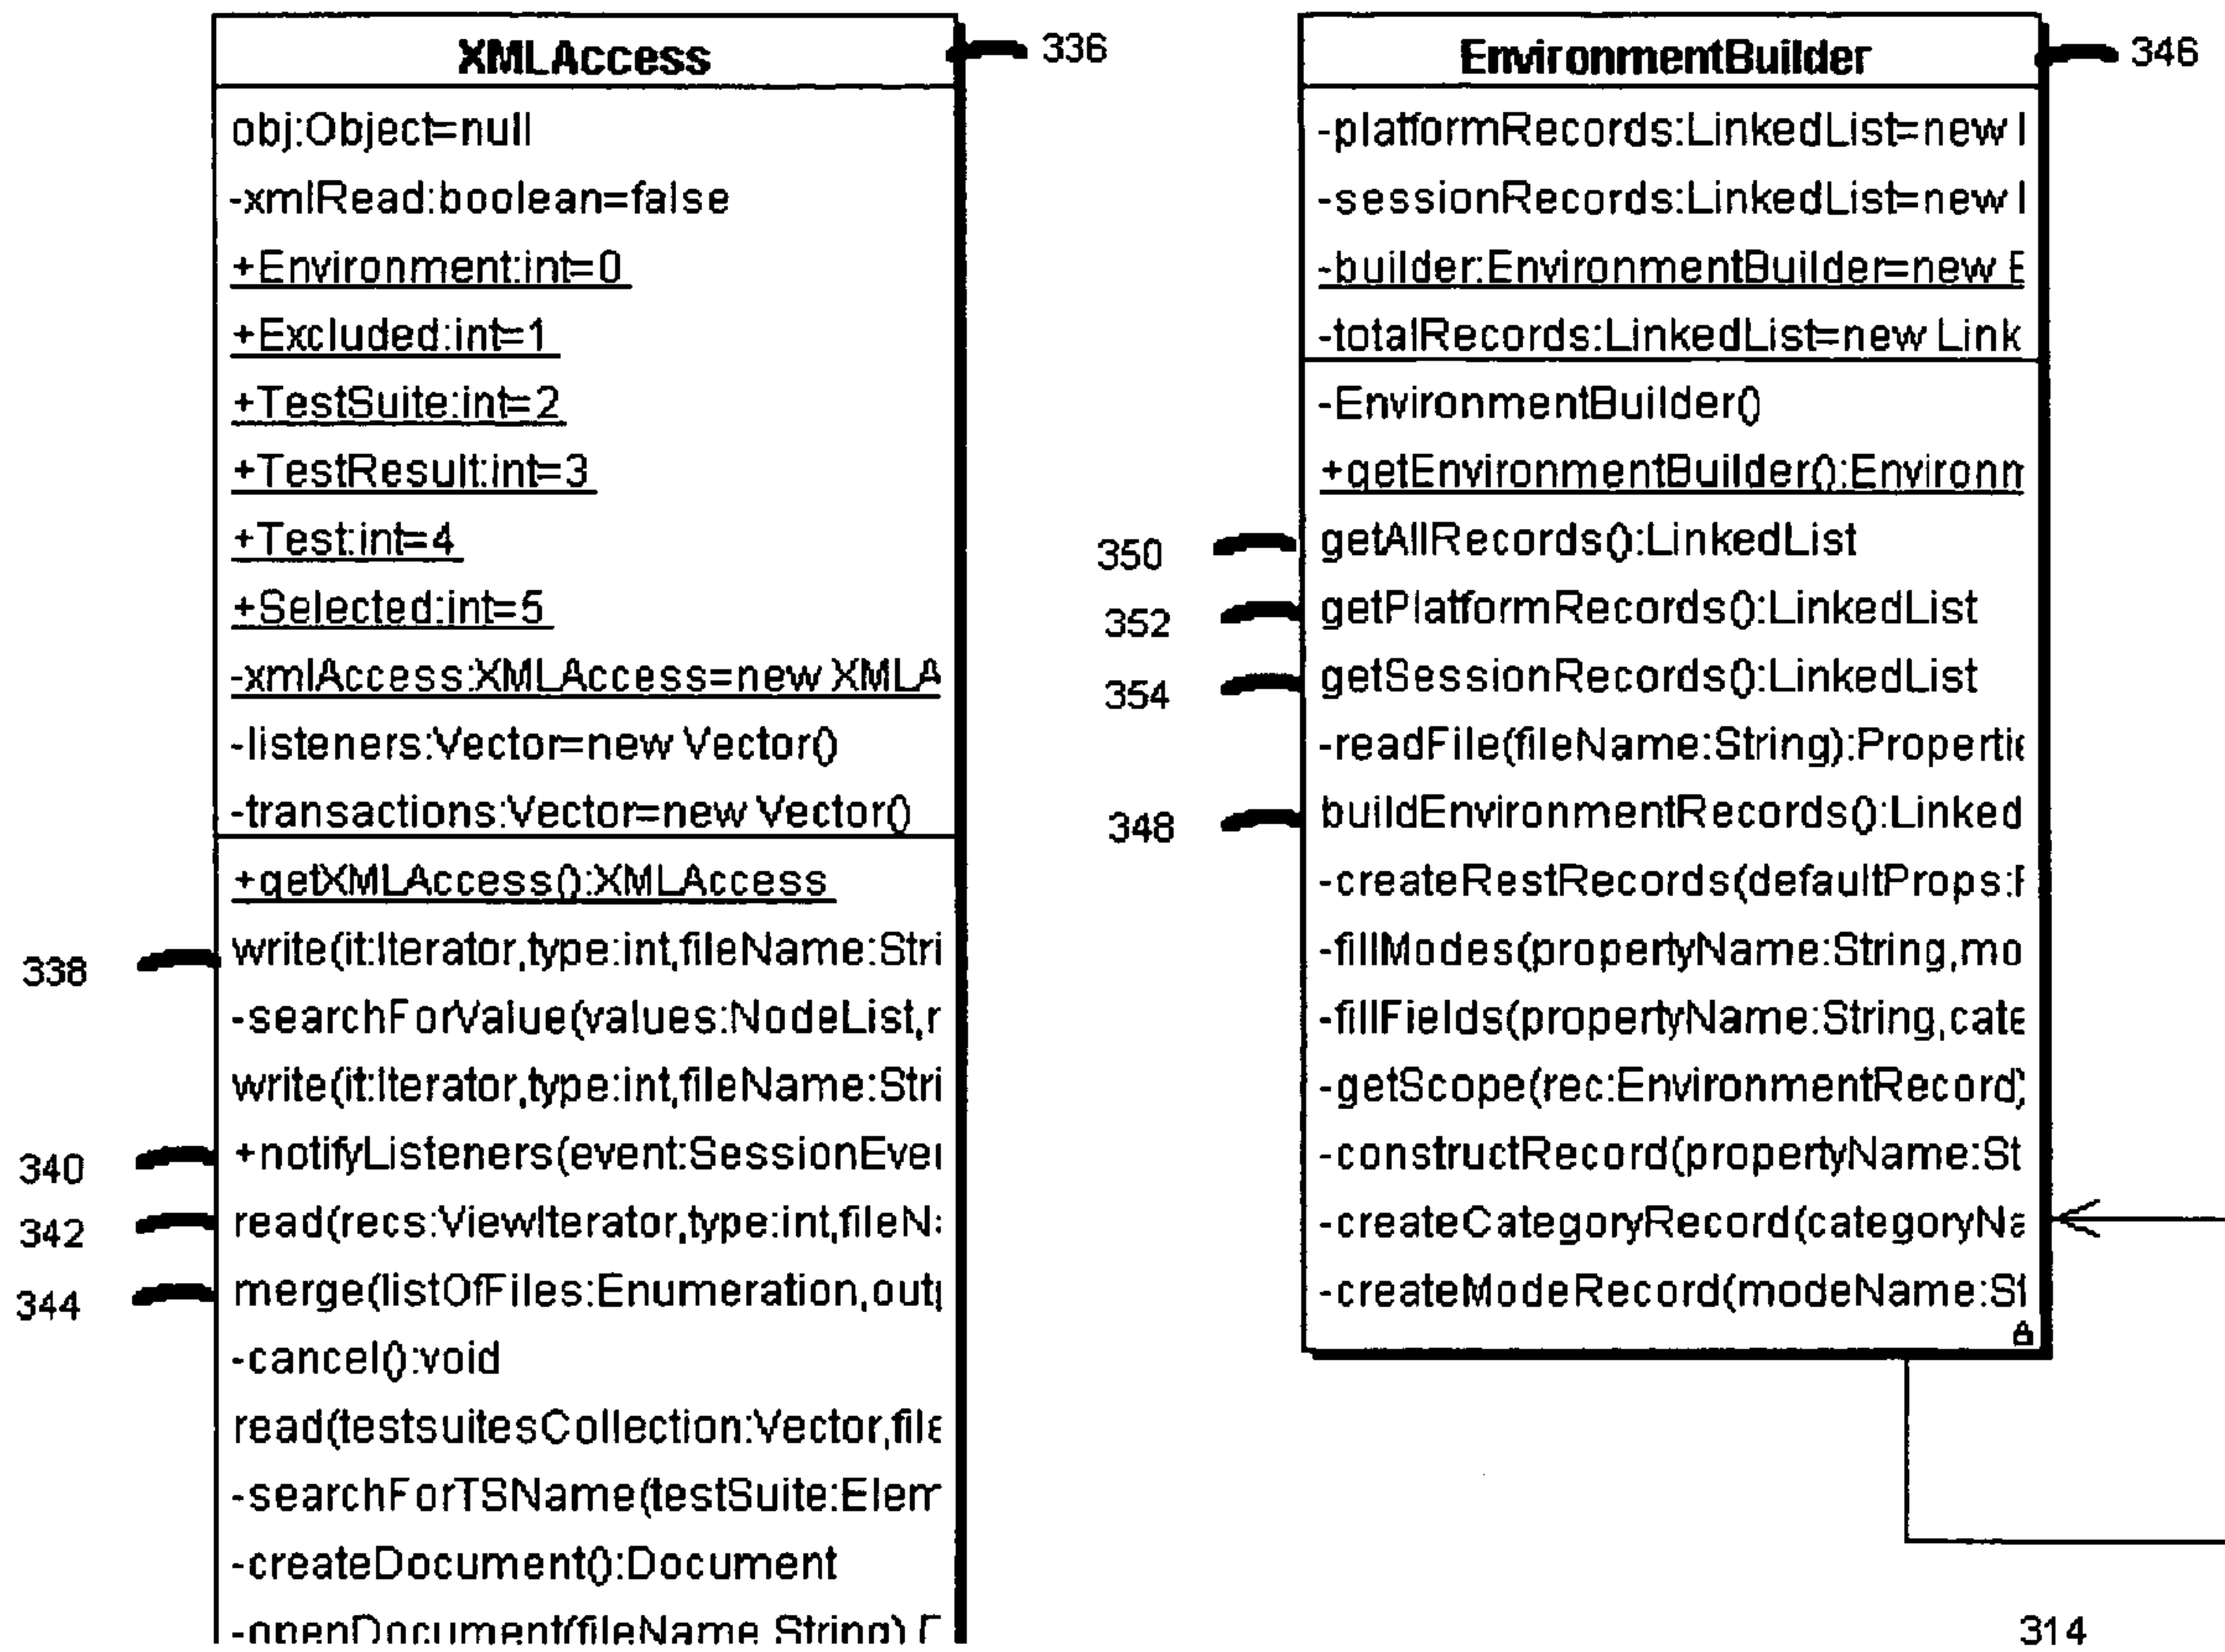 XMLAccess
336
obj:Object=null
-xmlRead:boolean=false
+Environment:int=0
+Excluded:int=1
+TestSuite:int=2
+TestResult:int=3
+Test:int=4
+Selected:int=5
-xmlAccess:XMLAccess=new XMLA
-listeners:Vector=new Vector()
-transactions:Vector=new Vector()
+getXMLAccess():XMLAccess
338
write(it:Iterator,type:int,fileName:Stri
-searchForValue(values:NodeList,r
write(it:Iterator,type:int,fileName:Stri
340
+notifyListeners(event:SessionEve
342
read(recs:ViewIterator,type:int,fileNa
344
merge(listOfFiles:Enumeration,out
-cancel():void
read(testsuitesCollection:Vector,file
-searchForTSName(testSuite:Elem
-createDocument():Document
-openDocument(fileName:String)
EnvironmentBuilder
346
-platformRecords:LinkedList=new l
-sessionRecords:LinkedList=new l
-builder:EnvironmentBuilder=new E
-totalRecords:LinkedList=new Link
-EnvironmentBuilder()
+getEnvironmentBuilder():Environm
350
getAllRecords():LinkedList
352
getPlatformRecords():LinkedList
354
getSessionRecords():LinkedList
-readFile(fileName:String):Propertie
348
buildEnvironmentRecords():Linked
-createRestRecords(defaultProps:P
-fillModes(propertyName:String,mo
-fillFields(propertyName:String,cate
-getScope(rec:EnvironmentRecord)
-constructRecord(propertyName:St
-createCategoryRecord(categoryNa
-createModeRecord(modeName:St
314